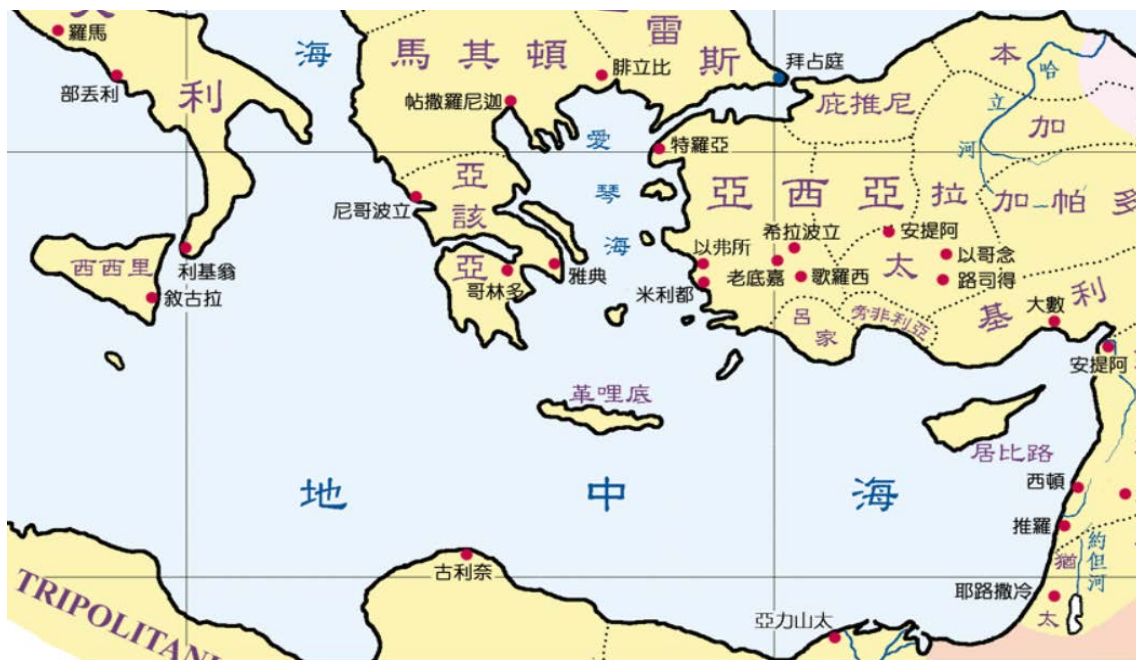 羅馬
部丟利
利
海
馬其頓
雷
斯
腓立比
帖撒羅尼迦
拜占庭
庇推尼
本
哈
立
河
加
特羅亞
愛
琴
海
亞
該
亞
尼哥波立
雅典
哥林多
西西里
利基翁
敘古拉
亞西亞
拉
太
加帕多
以弗所
米利都
希拉波立
老底嘉
歌羅西
安提阿
以哥念
路司得
呂
家
旁非利亞
基利
大數
安提阿
革哩底
居比路
地中海
西頓
推羅
約但河
猶
太
耶路撒冷
古利奈
亞力山太
TRIPOLITANI